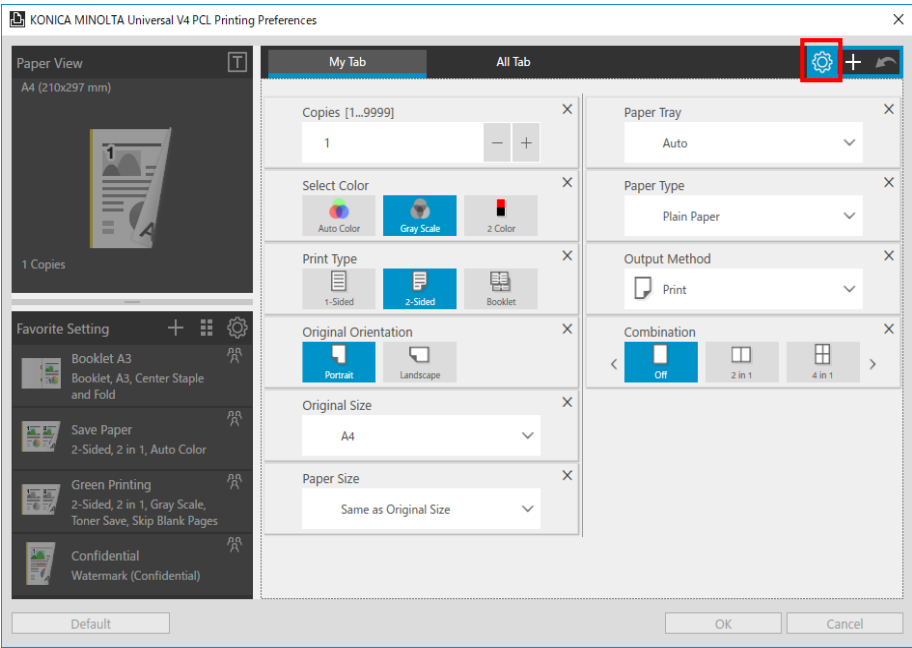 KONICA MINOLTA Universal V4 PCL Printing Preferences
Paper View
T
A4 (210x297 mm)
1
1 Copies
Favorite Setting
Booklet A3
Booklet, A3, Center Staple
and Fold
Save Paper
2-Sided, 2 in 1, Auto Color
Green Printing
2-Sided, 2 in 1, Gray Scale,
Toner Save, Skip Blank Pages
Confidential
Watermark (Confidential)
My Tab
All Tab
Copies [1...9999]
1
Select Color
Auto Color
Gray Scale
2 Color
Print Type
1-Sided
2-Sided
Booklet
Original Orientation
Portrait
Landscape
Original Size
A4
Paper Size
Same as Original Size
Paper Tray
Auto
Paper Type
Plain Paper
Output Method
Print
Combination
Off
2 in 1
4 in 1
Default
OK
Cancel